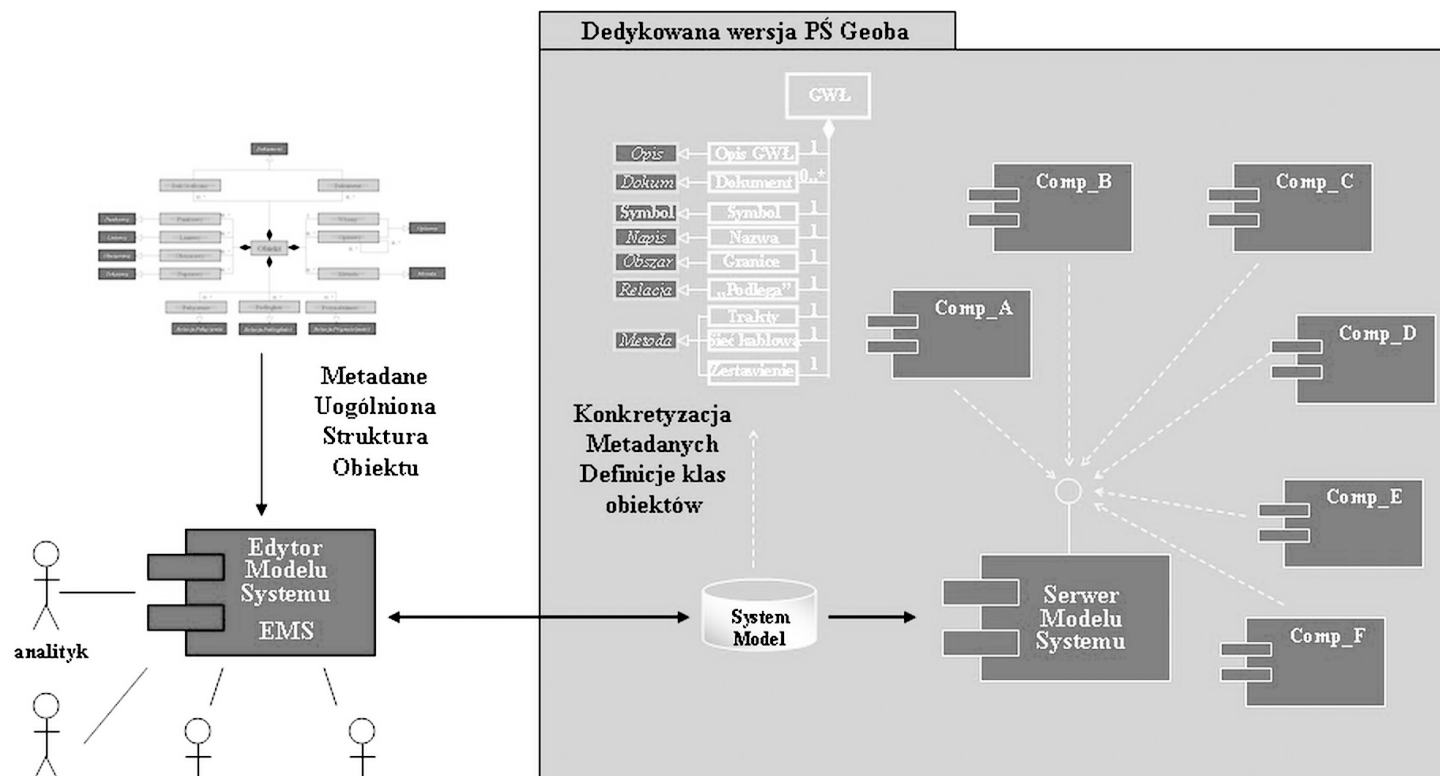 Dedykowana wersja PŚ Geoba
GWŁ
Opis
Opis GWŁ
1
Dokum
Dokument
0..*
Symbol
Symbol
1
Napis
Nazwa
1
Obszar
Granice
1
Relacja
„Podlega”
1
Trakty
1
Metoda
Sieć kablowa
1
Zestawienie
1
Obiekt
Metadane
Uogólniona
Struktura
Obiektu
Konkretyzacja
Metadanych
Definicje klas
obiektów
Comp_B
Comp_C
Comp_A
Comp_D
Comp_E
Comp_F
Edytor
Modelu
Systemu
EMS
analityk
System
Model
Serwer
Modelu
Systemu